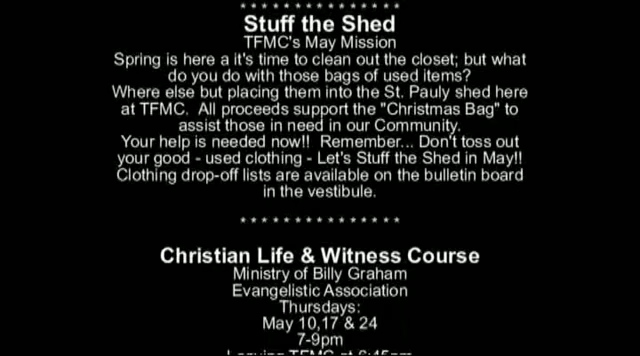 * * * * * * * * * * * * * * *
Stuff the Shed
TFMC's May Mission
Spring is here a it's time to clean out the closet; but what
do you do with those bags of used items?
Where else but placing them into the St. Pauly shed here
at TFMC. All proceeds support the "Christmas Bag" to
assist those in need in our Community.
Your help is needed now!! Remember... Don't toss out
your good - used clothing - Let's Stuff the Shed in May!!
Clothing drop-off lists are available on the bulletin board
in the vestibule.
* * * * * * * * * * * * * * *
Christian Life & Witness Course
Ministry of Billy Graham
Evangelistic Association
Thursdays:
May 10,17 & 24
7-9pm
Leaving TFMC at 6:45pm